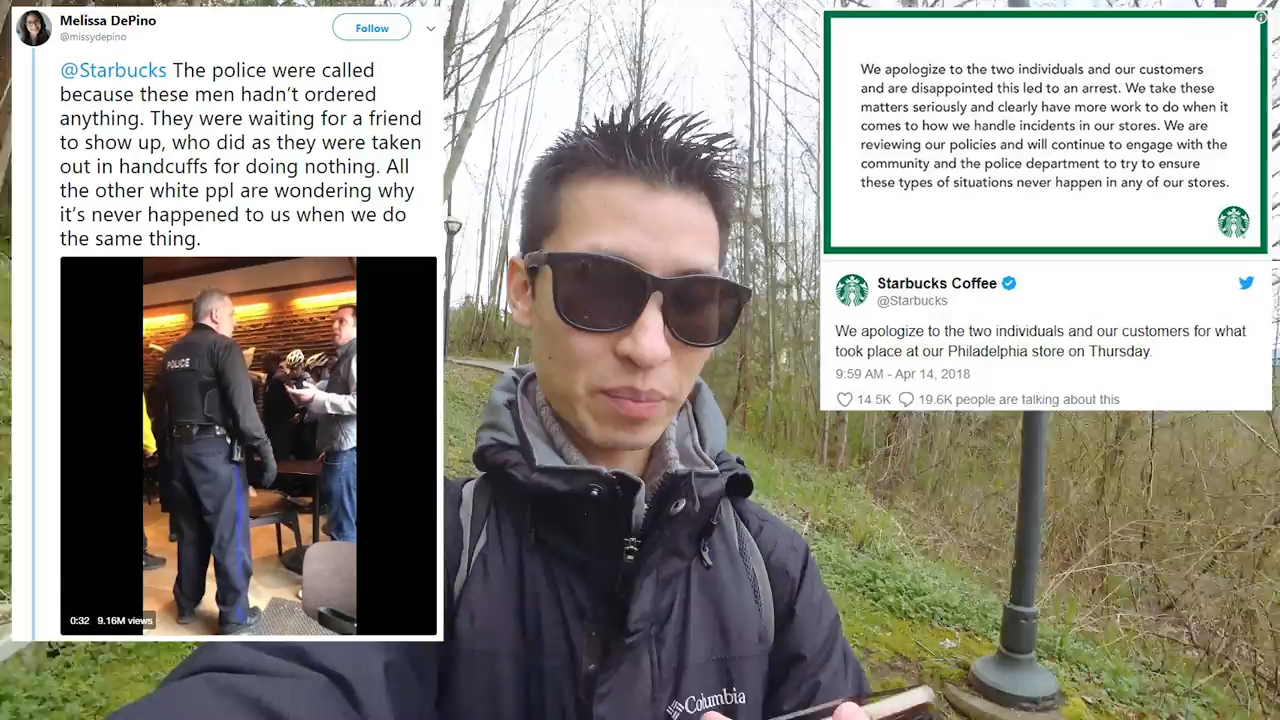 Melissa DePino
@missydepino
Follow
@Starbucks The police were called
because these men hadn't ordered
anything. They were waiting for a friend
to show up, who did as they were taken
out in handcuffs for doing nothing. All
the other white ppl are wondering why
it's never happened to us when we do
the same thing.
POLICE
0:32 9.16M views
We apologize to the two individuals and our customers
and are disappointed this led to an arrest. We take these
matters seriously and clearly have more work to do when it
comes to how we handle incidents in our stores. We are
reviewing our policies and will continue to engage with the
community and the police department to try to ensure
these types of situations never happen in any of our stores.
Starbucks Coffee
@Starbucks
We apologize to the two individuals and our customers for what
took place at our Philadelphia store on Thursday.
9:59 AM - Apr 14, 2018
14.5K 19.6K people are talking about this
Columbia